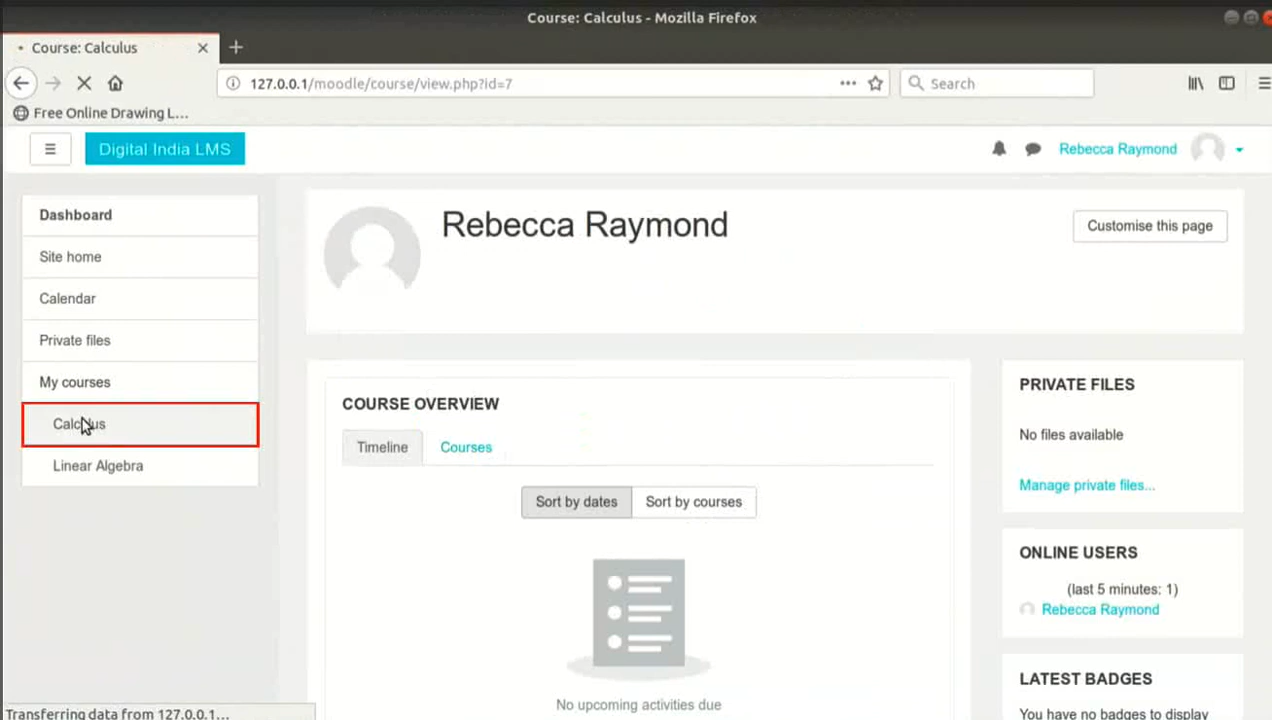 Course: Calculus - Mozilla Firefox
Course: Calculus
127.0.0.1/moodle/course/view.php?id=7
Search
Free Online Drawing L...
Digital India LMS
Rebecca Raymond
Dashboard
Site home
Calendar
Private files
My courses
Calculus
Linear Algebra
Rebecca Raymond
Customise this page
COURSE OVERVIEW
Timeline
Courses
Sort by dates
Sort by courses
No upcoming activities due
PRIVATE FILES
No files available
Manage private files...
ONLINE USERS
(last 5 minutes: 1)
Rebecca Raymond
LATEST BADGES
You have no badges to display
Transferring data from 127.0.0.1...